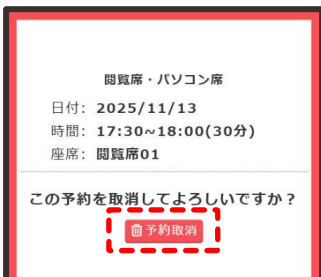 閲覧席・パソコン席
日付: 2025/11/13
時間: 17:30~18:00(30分)
座席: 閲覧席01
この予約を取消してよろしいですか？
予約取消